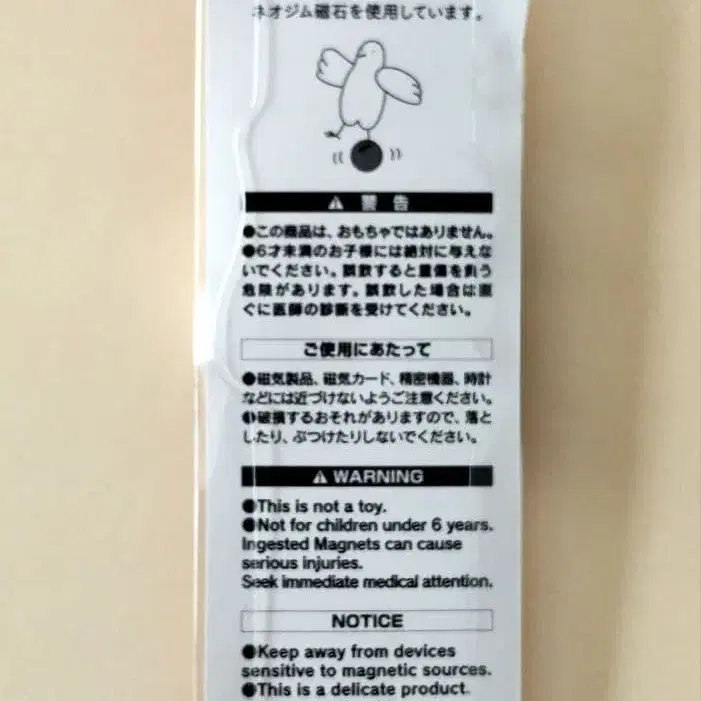 ネオジム磁石を使用しています。
⚠ 警告
●この商品は、おもちゃではありません。
●6才未満のお子様には絶対に与えな
いでください。誤飲すると重傷を負う
危険があります。誤飲した場合は直
ぐに医師の診断を受けてください。
ご使用にあたって
●磁気製品、磁気カード、精密機器、時計
などには近づけないようご注意ください。
●破損するおそれがありますので、落と
したり、ぶつけたりしないでください。
⚠ WARNING
●This is not a toy.
●Not for children under 6 years.
Ingested Magnets can cause
serious injuries.
Seek immediate medical attention.
NOTICE
●Keep away from devices
sensitive to magnetic sources.
●This is a delicate product.